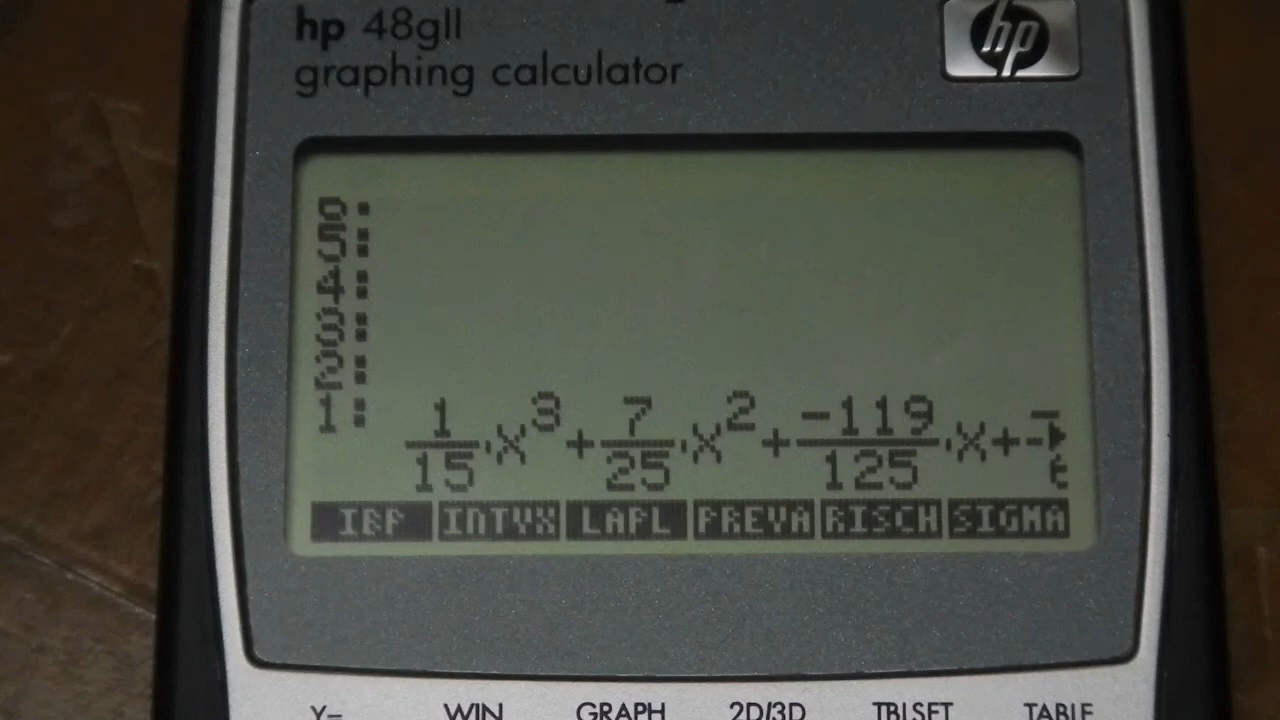 hp 48gII
graphing calculator
hp
6:
5:
4:
3:
2:
1: 1/15·X^3+7/25·X^2+-119/125·X+-
IBP INTVX LAPL PREVA RISCH SIGMA
Y= WIN GRAPH 2D/3D TBLSET TABLE